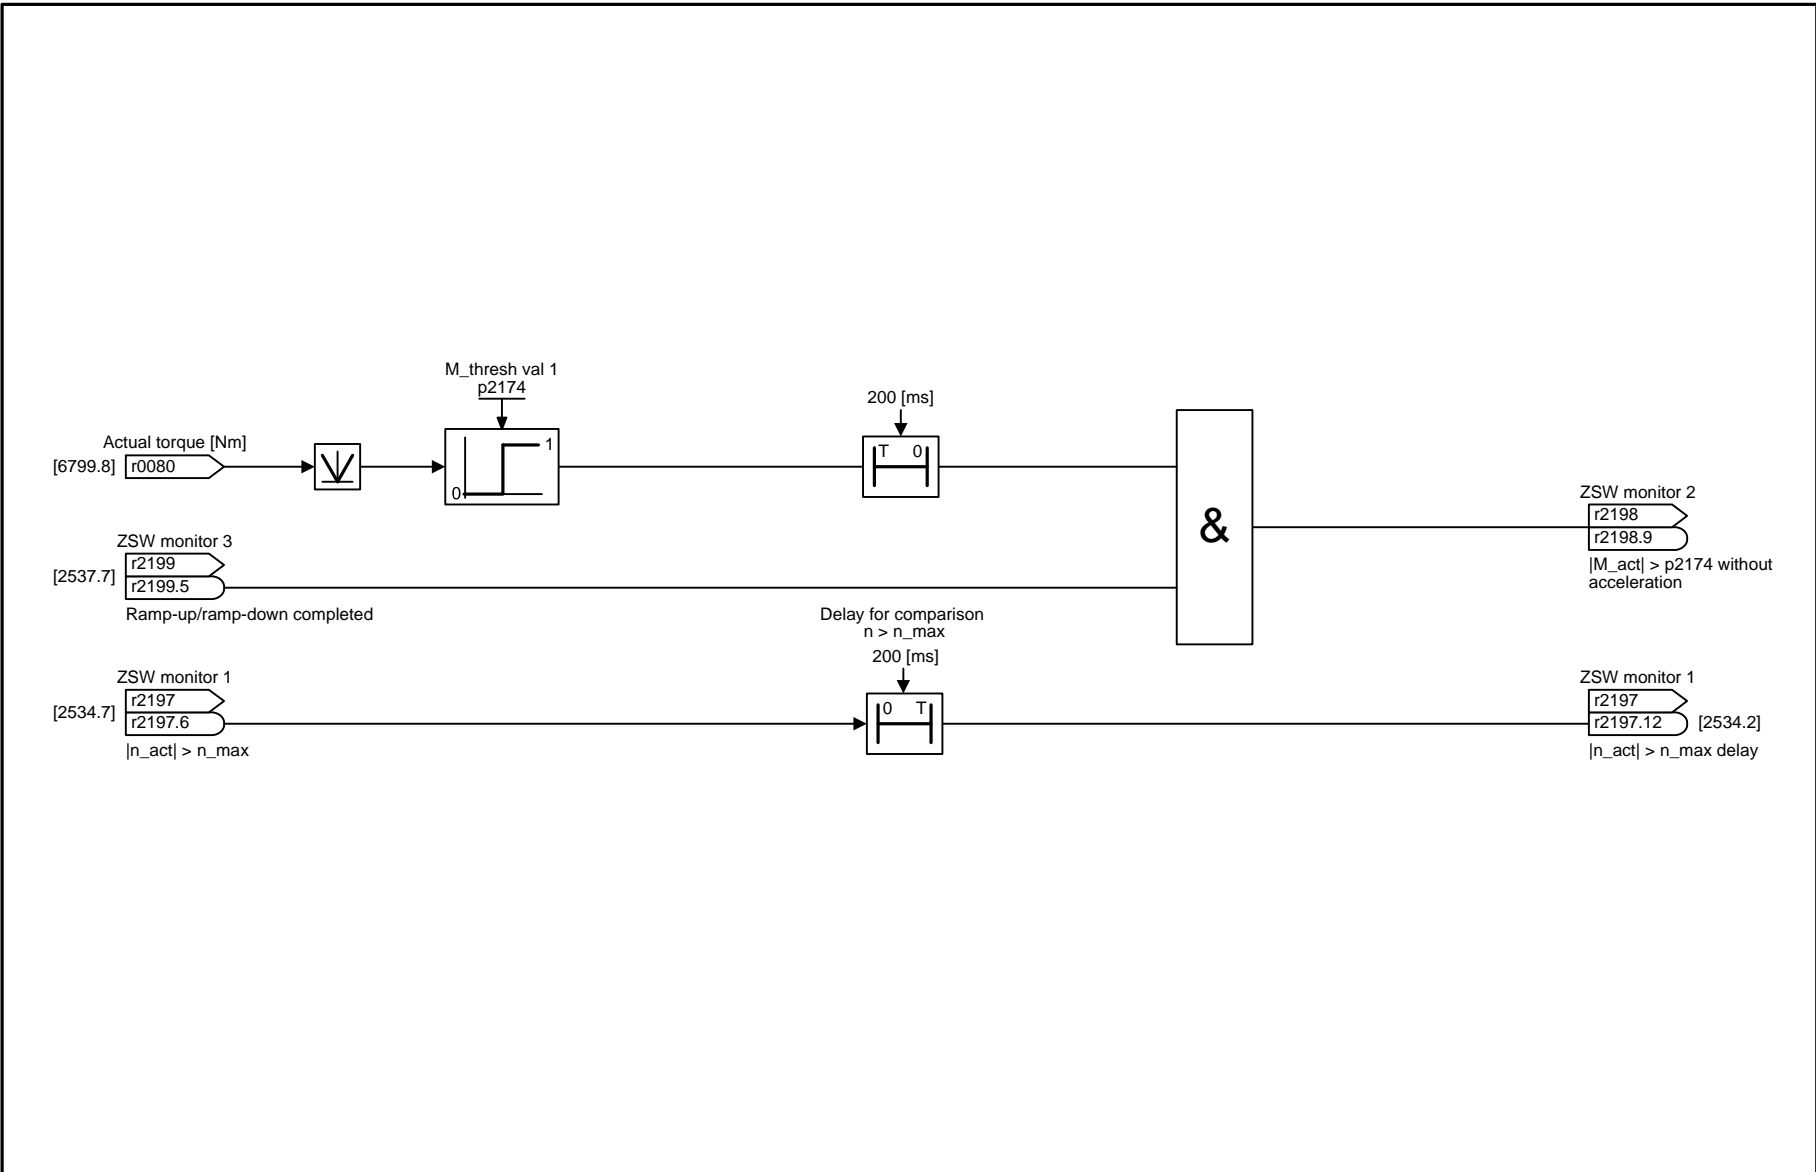 M_thresh val 1
p2174
200 [ms]
Actual torque [Nm]
[6799.8]
r0080
0
1
T 0
&
ZSW monitor 2
r2198
r2198.9
|M_act| > p2174 without
acceleration
ZSW monitor 3
[2537.7]
r2199
r2199.5
Ramp-up/ramp-down completed
Delay for comparison
n > n_max
200 [ms]
ZSW monitor 1
[2534.7]
r2197
r2197.6
|n_act| > n_max
0 T
ZSW monitor 1
r2197
r2197.12
[2534.2]
|n_act| > n_max delay